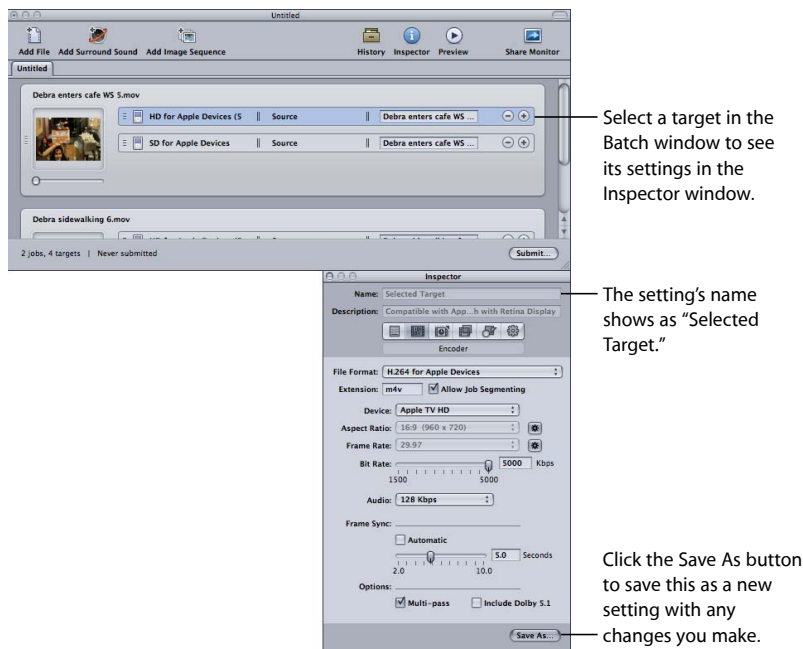 Untitled
Add File Add Surround Sound Add Image Sequence History Inspector Preview Share Monitor
Untitled
Debra enters cafe WS 5.mov
HD for Apple Devices (5 Source Debra enters cafe WS ...
SD for Apple Devices Source Debra enters cafe WS ...
Debra sidewalking 6.mov
2 jobs, 4 targets | Never submitted Submit...
Select a target in the
Batch window to see
its settings in the
Inspector window.
Inspector
Name: Selected Target
Description: Compatible with App...h with Retina Display
Encoder
The setting’s name
shows as “Selected
Target.”
File Format: H.264 for Apple Devices
Extension: m4v Allow Job Segmenting
Device: Apple TV HD
Aspect Ratio: 16:9 (960 x 720)
Frame Rate: 29.97
Bit Rate: 5000 Kbps
1500 5000
Audio: 128 Kbps
Frame Sync:
Automatic
5.0 Seconds
2.0 10.0
Options:
Multi-pass Include Dolby 5.1
Save As...
Click the Save As button
to save this as a new
setting with any
changes you make.